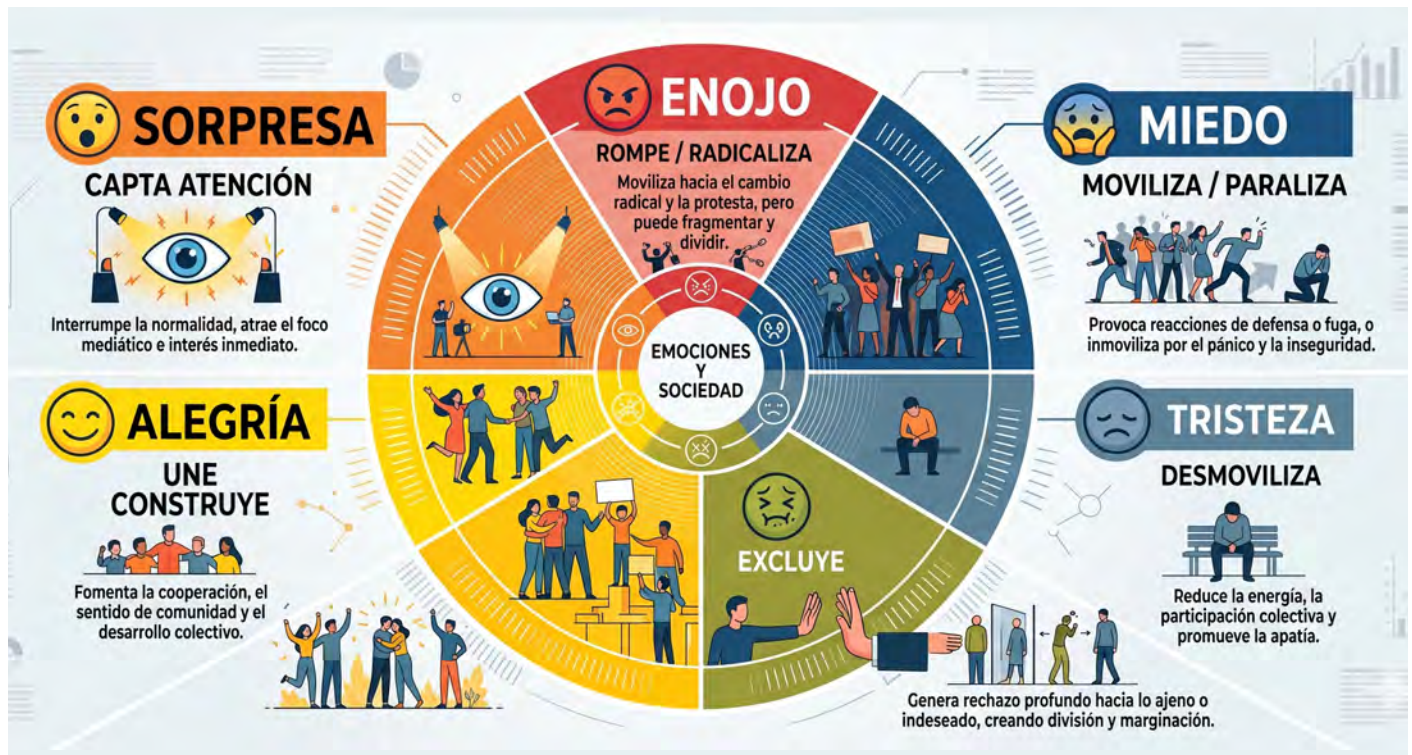 SORPRESA
CAPTA ATENCIÓN
Interrumpe la normalidad, atrae el foco
mediático e interés inmediato.
ALEGRÍA
UNE
CONSTRUYE
Fomenta la cooperación, el
sentido de comunidad y el
desarrollo colectivo.
ENOJO
ROMPE / RADICALIZA
Moviliza hacia el cambio
radical y la protesta, pero
puede fragmentar y
dividir.
EMOCIONES
Y
SOCIEDAD
EXCLUYE
Genera rechazo profundo hacia lo ajeno o
indeseado, creando división y marginación.
MIEDO
MOVILIZA / PARALIZA
Provoca reacciones de defensa o fuga, o
inmoviliza por el pánico y la inseguridad.
TRISTEZA
DESMOVILIZA
Reduce la energía, la
participación colectiva y
promueve la apatía.